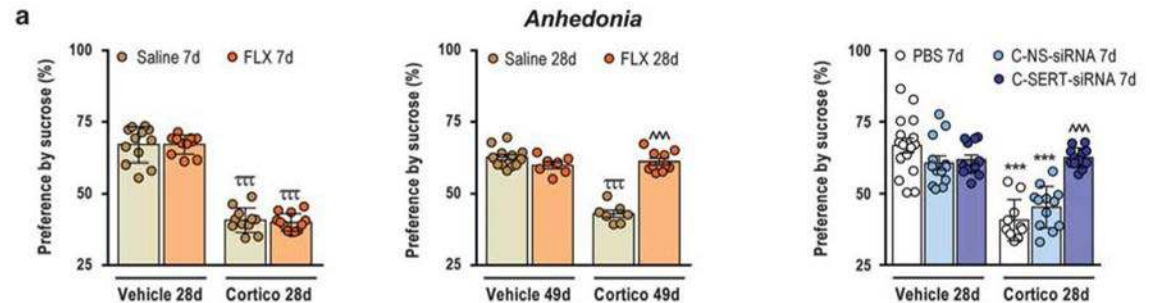 a
Anhedonia
Preference by sucrose (%)
100
75
50
25
Saline 7d
FLX 7d
τττ
τττ
Vehicle 28d
Cortico 28d
Preference by sucrose (%)
100
75
50
25
Saline 28d
FLX 28d
τττ
^^^
Vehicle 49d
Cortico 49d
Preference by sucrose (%)
100
75
50
25
PBS 7d
C-NS-siRNA 7d
C-SERT-siRNA 7d
***
***
^^^
Vehicle 28d
Cortico 28d